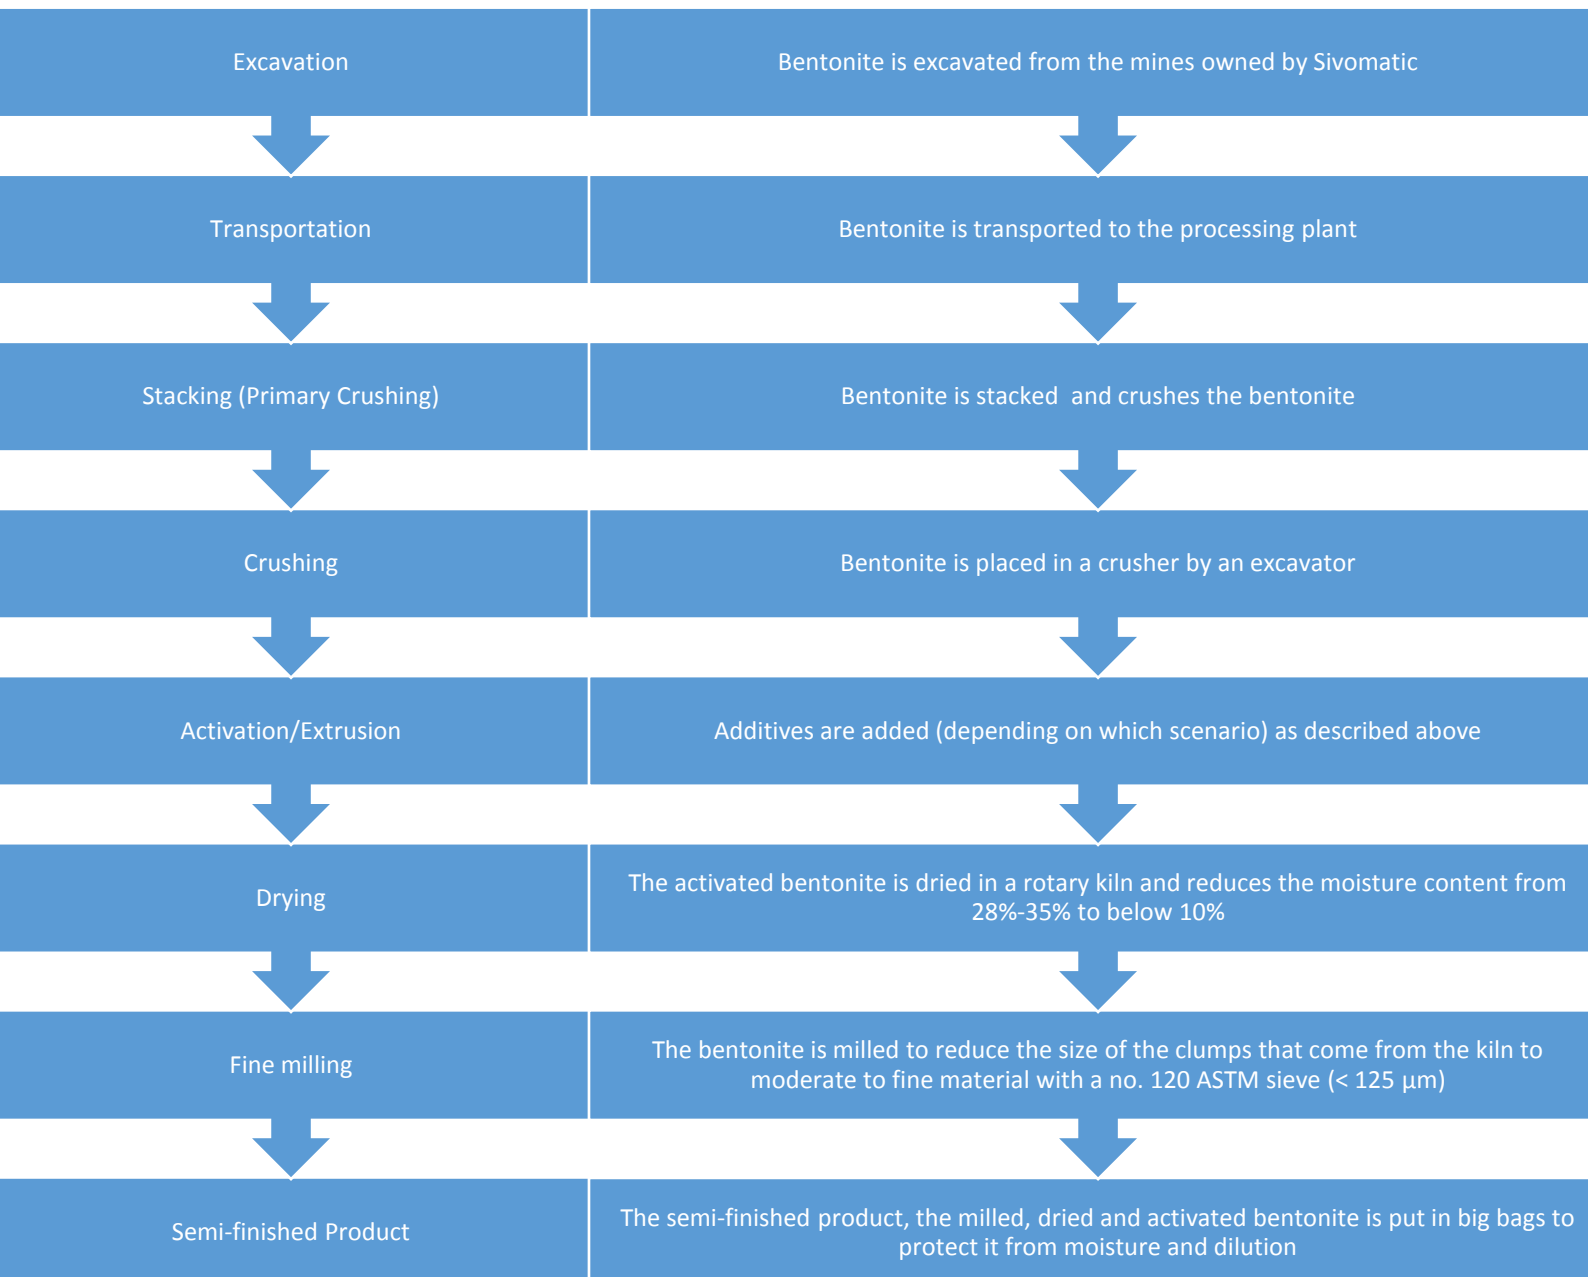 Excavation
Bentonite is excavated from the mines owned by Sivomatic
Transportation
Bentonite is transported to the processing plant
Stacking (Primary Crushing)
Bentonite is stacked  and crushes the bentonite
Crushing
Bentonite is placed in a crusher by an excavator
Activation/Extrusion
Additives are added (depending on which scenario) as described above
Drying
The activated bentonite is dried in a rotary kiln and reduces the moisture content from
28%-35% to below 10%
Fine milling
The bentonite is milled to reduce the size of the clumps that come from the kiln to
moderate to fine material with a no. 120 ASTM sieve (< 125 µm)
Semi-finished Product
The semi-finished product, the milled, dried and activated bentonite is put in big bags to
protect it from moisture and dilution